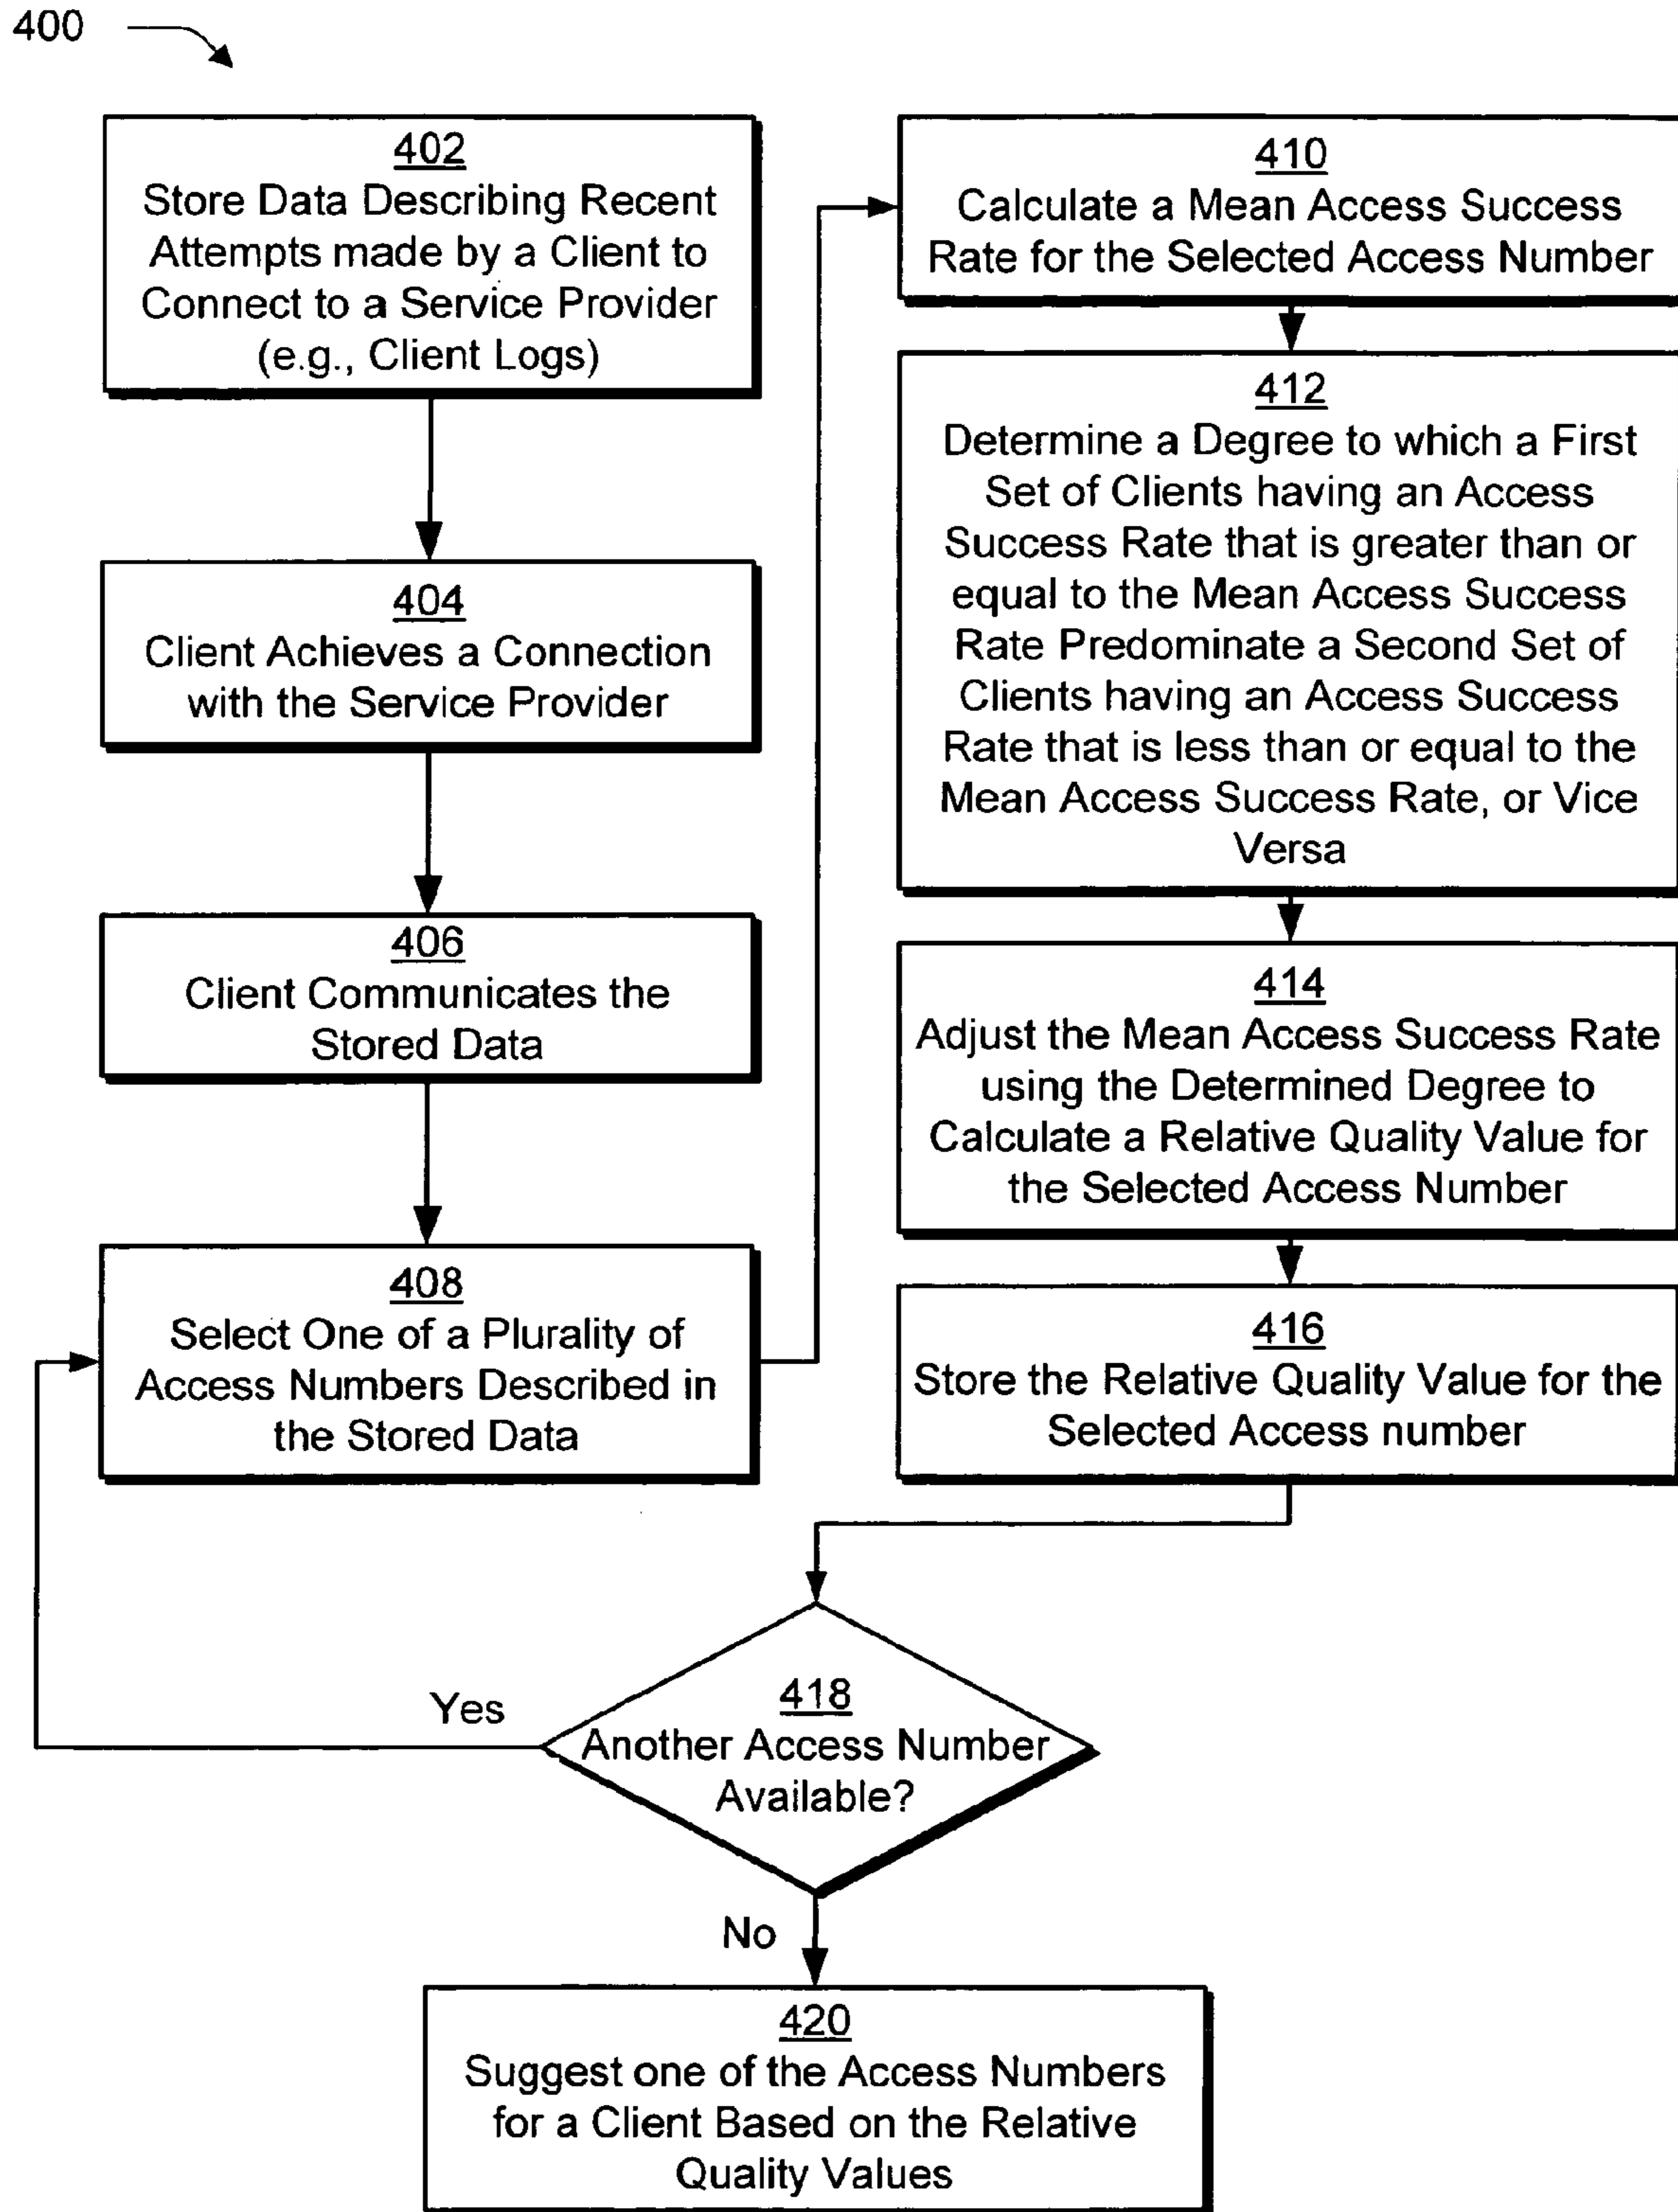 400
402
Store Data Describing Recent
Attempts made by a Client to
Connect to a Service Provider
(e.g., Client Logs)
404
Client Achieves a Connection
with the Service Provider
406
Client Communicates the
Stored Data
408
Select One of a Plurality of
Access Numbers Described in
the Stored Data
410
Calculate a Mean Access Success
Rate for the Selected Access Number
412
Determine a Degree to which a First
Set of Clients having an Access
Success Rate that is greater than or
equal to the Mean Access Success
Rate Predominate a Second Set of
Clients having an Access Success
Rate that is less than or equal to the
Mean Access Success Rate, or Vice
Versa
414
Adjust the Mean Access Success Rate
using the Determined Degree to
Calculate a Relative Quality Value for
the Selected Access Number
416
Store the Relative Quality Value for the
Selected Access number
418
Another Access Number
Available?
Yes
No
420
Suggest one of the Access Numbers
for a Client Based on the Relative
Quality Values